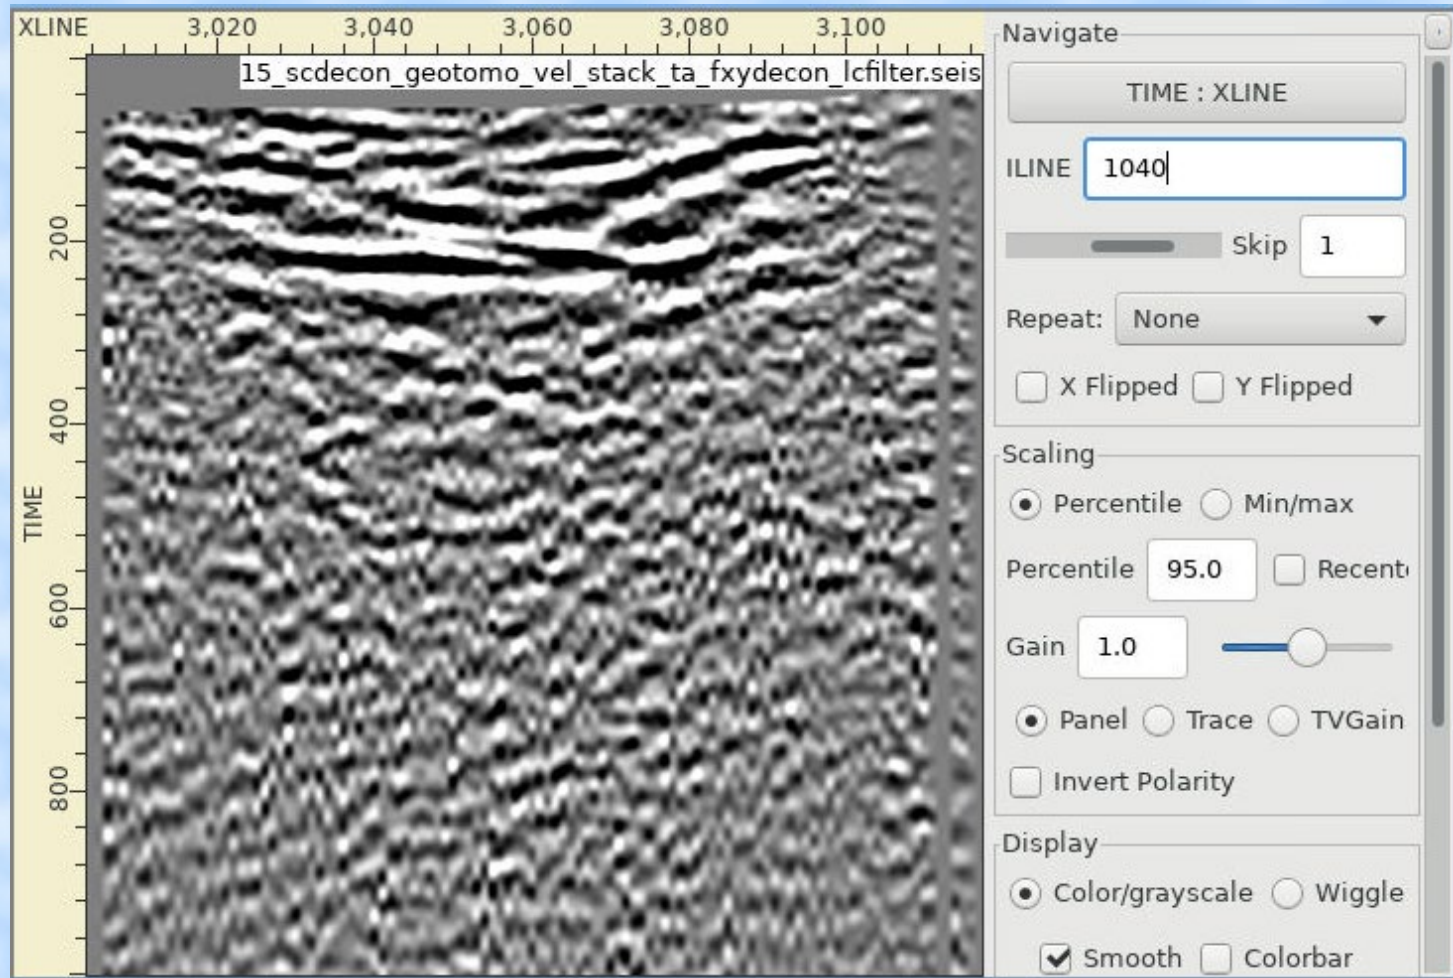 XLINE 3,020 3,040 3,060 3,080 3,100
15_scdecon_geotomo_vel_stack_ta_fxydecon_lcfilter.seis
TIME
200
400
600
800
Navigate
TIME : XLINE
ILINE 1040
Skip 1
Repeat: None
X Flipped Y Flipped
Scaling
Percentile Min/max
Percentile 95.0 Recente
Gain 1.0
Panel Trace TVGain
Invert Polarity
Display
Color/grayscale Wiggle
Smooth Colorbar